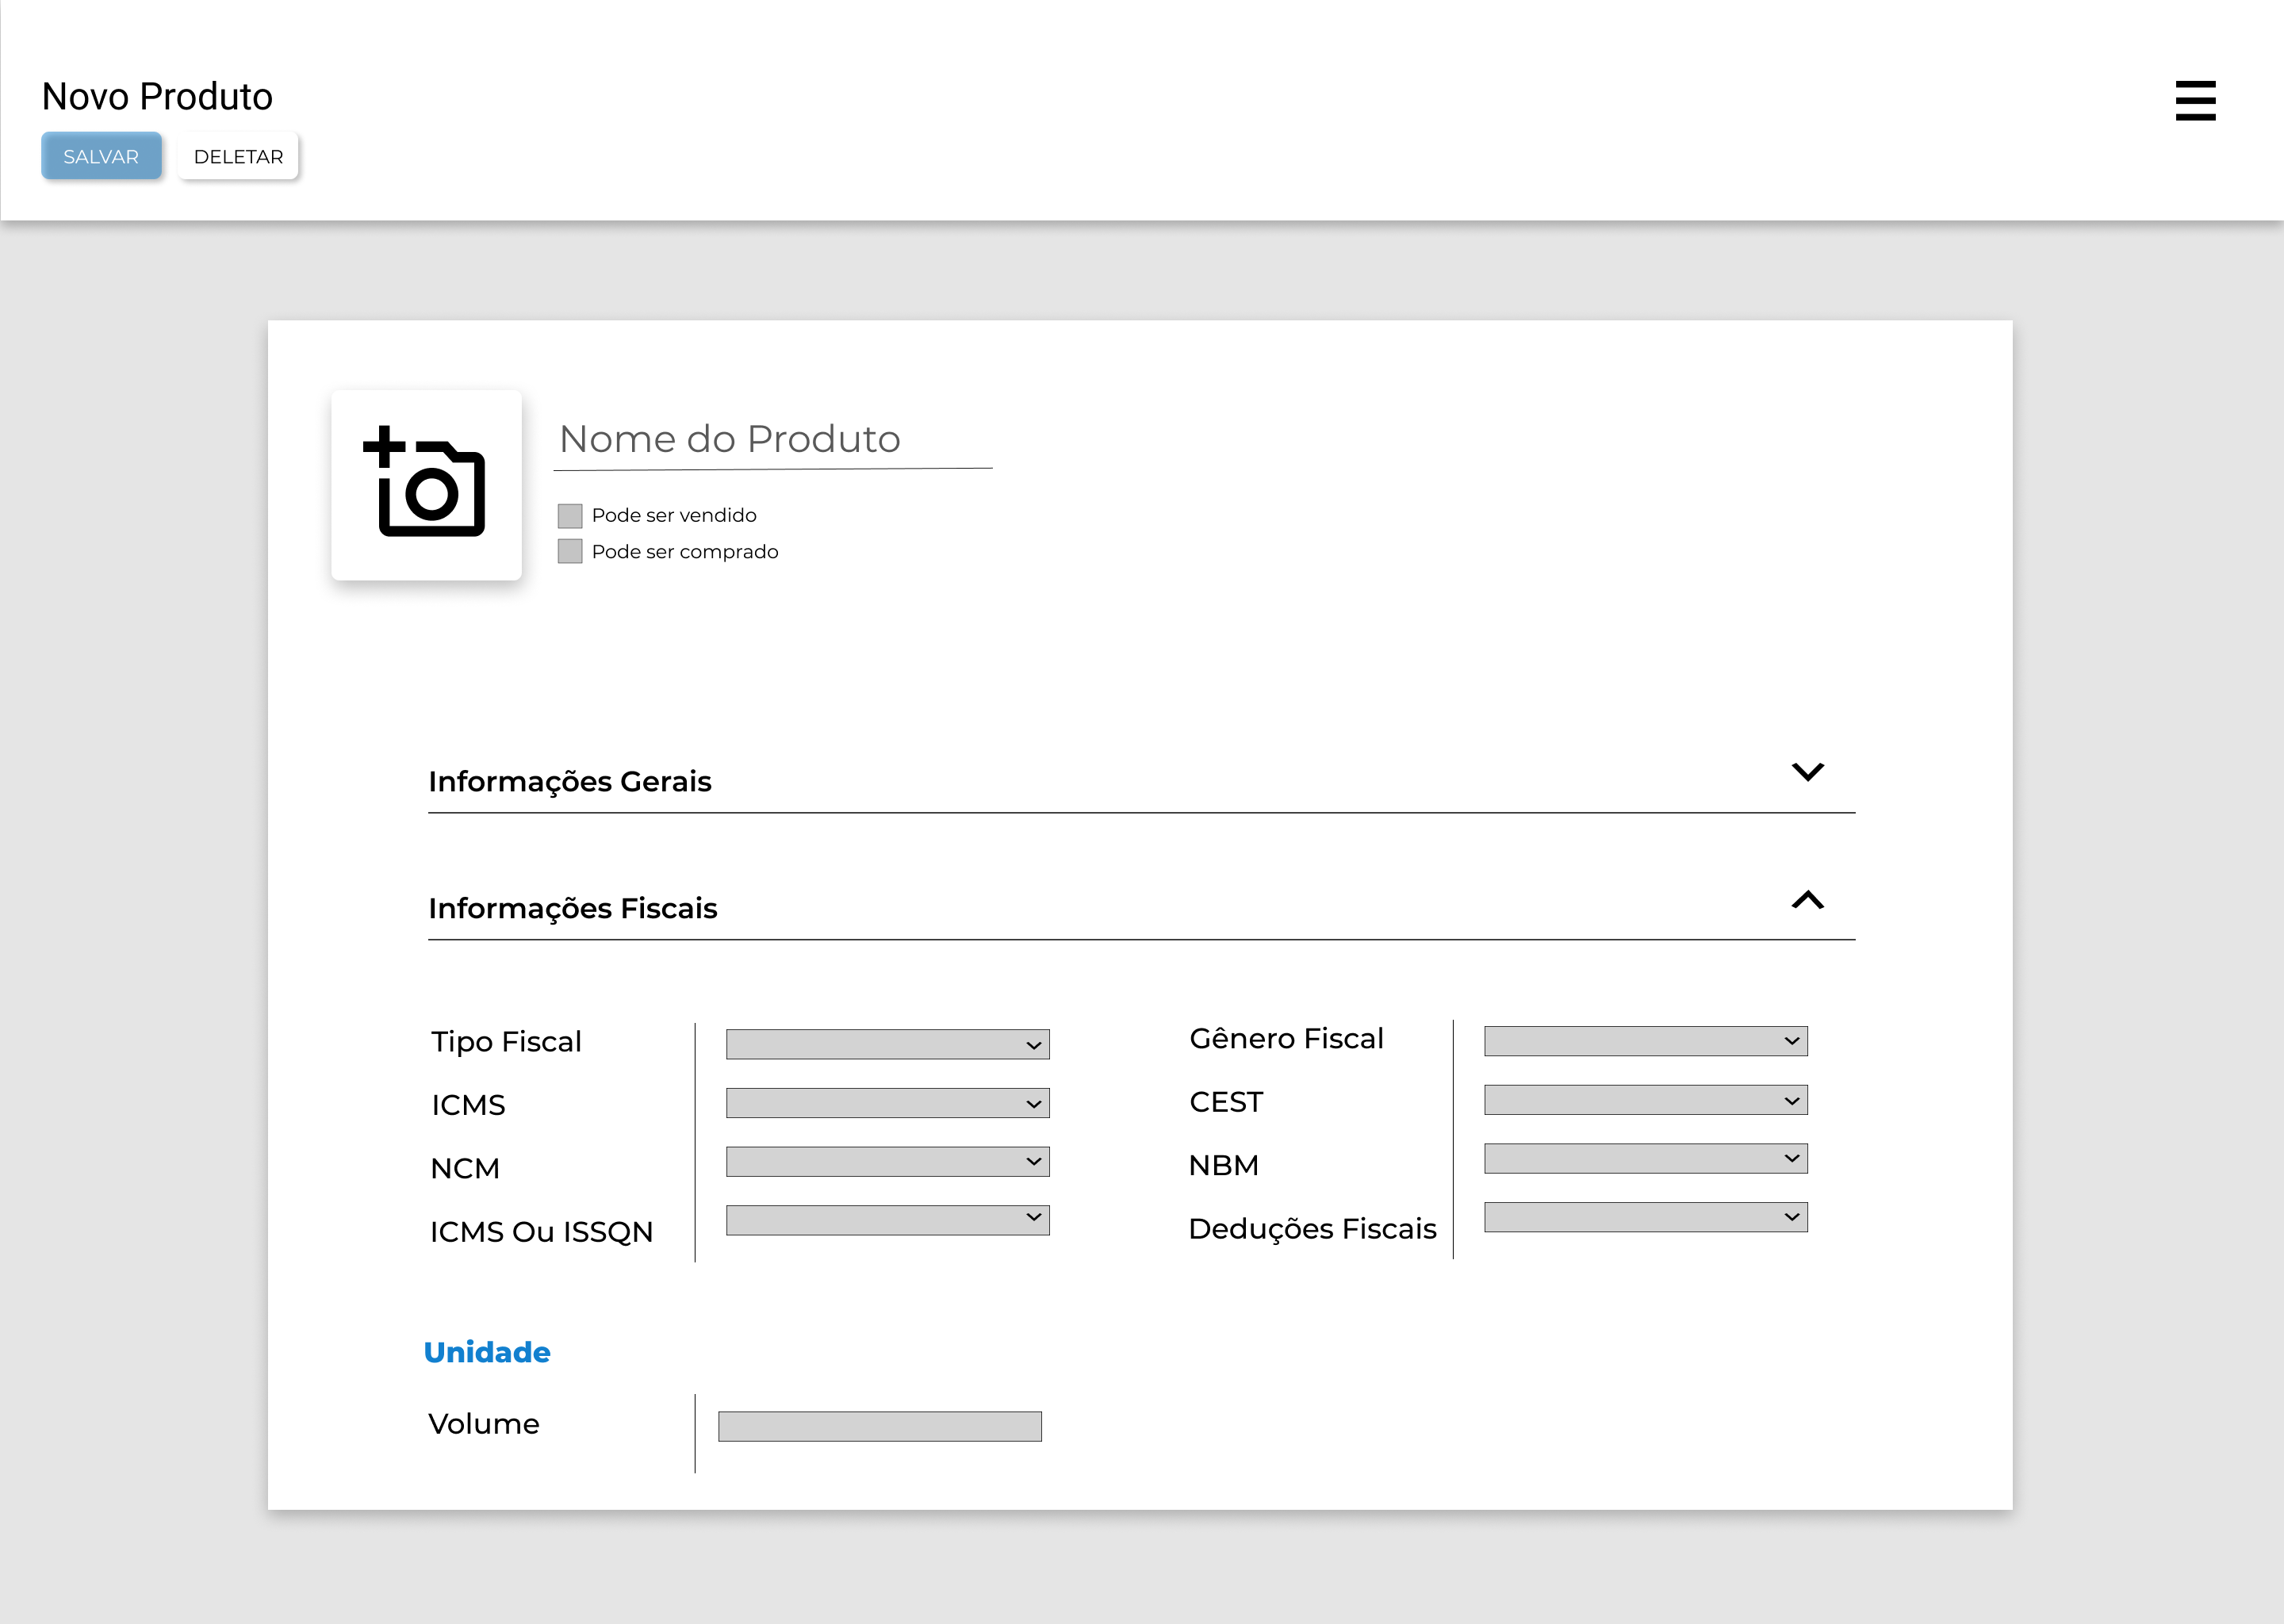 Novo Produto
SALVAR DELETAR
Nome do Produto
Pode ser vendido
Pode ser comprado
Informações Gerais
Informações Fiscais
Tipo Fiscal
ICMS
NCM
ICMS Ou ISSQN
Gênero Fiscal
CEST
NBM
Deduções Fiscais
Unidade
Volume